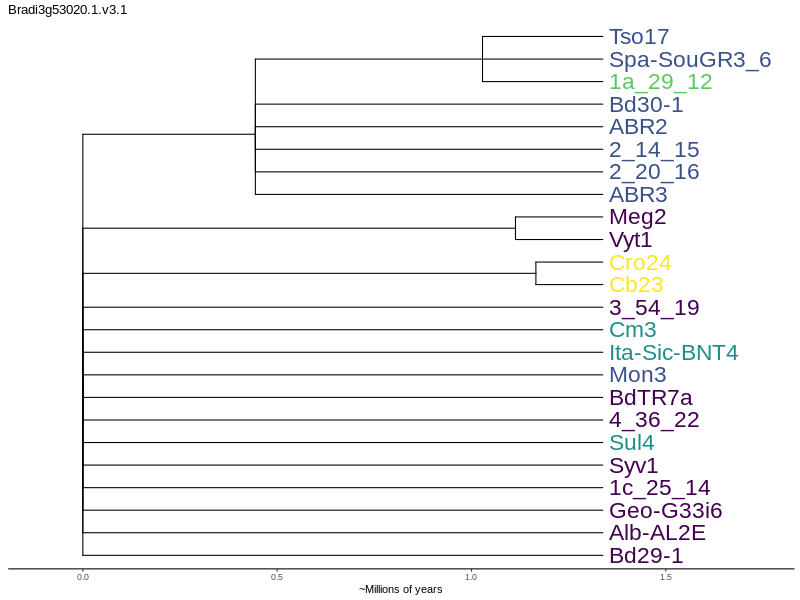 Bradi3g53020.1.v3.1
Tso17
Spa-SouGR3_6
1a_29_12
Bd30-1
ABR2
2_14_15
2_20_16
ABR3
Meg2
Vyt1
Cro24
Cb23
3_54_19
Cm3
Ita-Sic-BNT4
Mon3
BdTR7a
4_36_22
Sul4
Syv1
1c_25_14
Geo-G33i6
Alb-AL2E
Bd29-1
0.0 0.5 1.0 1.5
~Millions of years